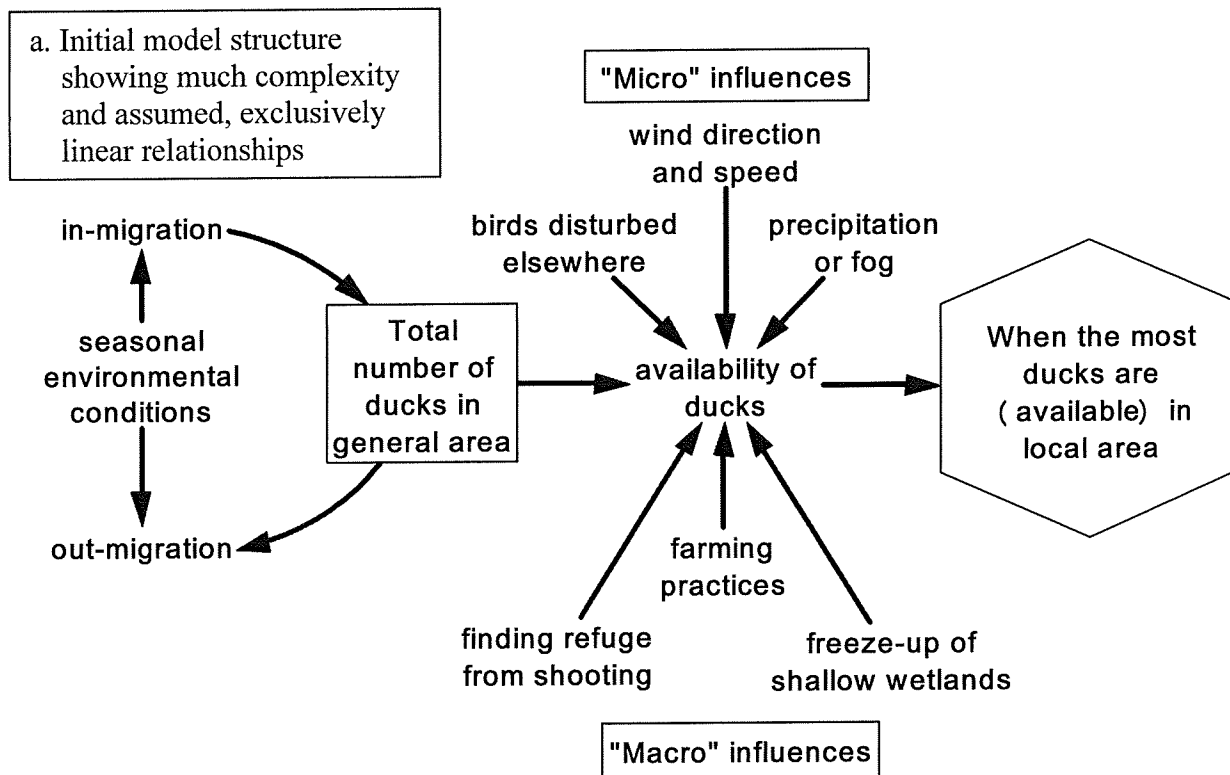 a. Initial model structure
showing much complexity
and assumed, exclusively
linear relationships
"Micro" influences
wind direction
and speed
birds disturbed
elsewhere
precipitation
or fog
in-migration
seasonal
environmental
conditions
out-migration
Total
number of
ducks in
general area
availability of
ducks
When the most
ducks are
( available) in
local area
farming
practices
finding refuge
from shooting
freeze-up of
shallow wetlands
"Macro" influences